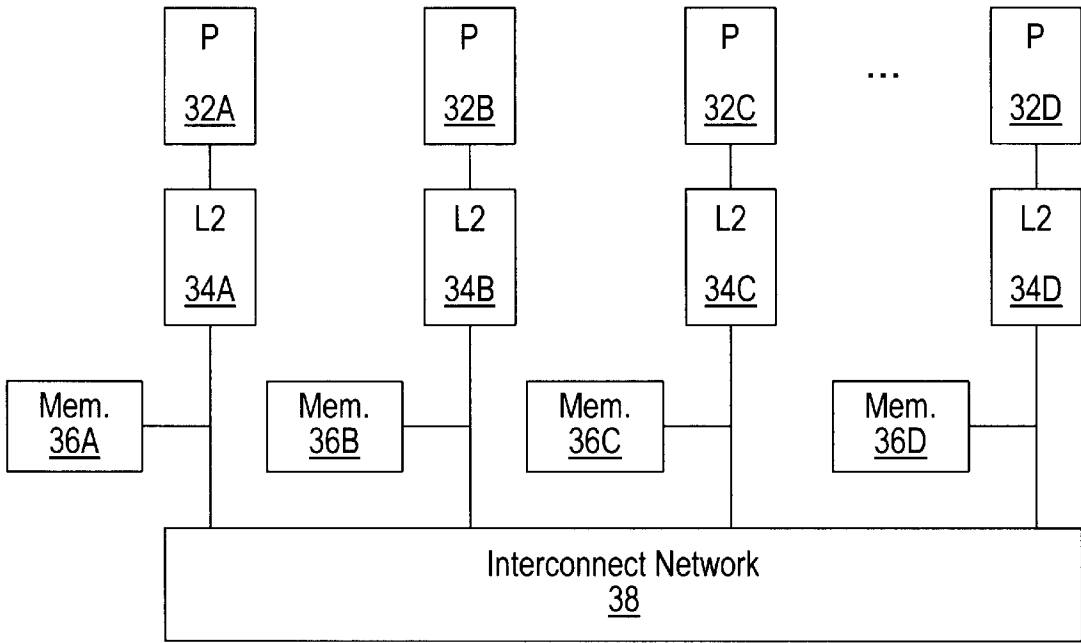 P P P ... P
32A 32B 32C 32D
L2 L2 L2 L2
34A 34B 34C 34D
Mem. Mem. Mem. Mem.
36A 36B 36C 36D
Interconnect Network
38